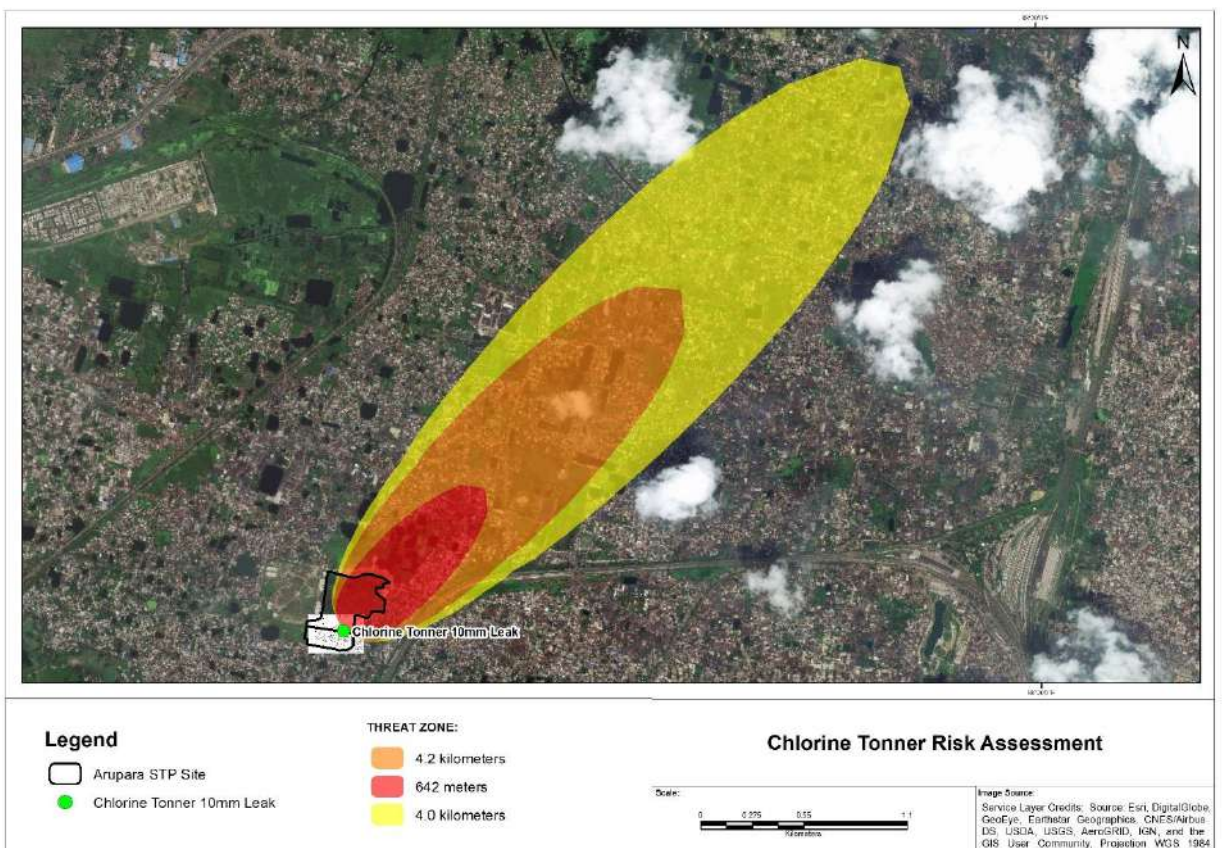 N
Chlorine Tonner 10mm Leak
Legend
Arupara STP Site
Chlorine Tonner 10mm Leak
THREAT ZONE:
4.2 kilometers
642 meters
4.0 kilometers
Chlorine Tonner Risk Assessment
Scale:
0 0.275 0.55 1.1
Kilometers
Image Source:
Service Layer Credits: Source: Esri, DigitalGlobe,
GeoEye, Earthstar Geographics, CNES/Airbus
DS, USDA, USGS, AeroGRID, IGN, and the
GIS User Community, Projection WGS 1984